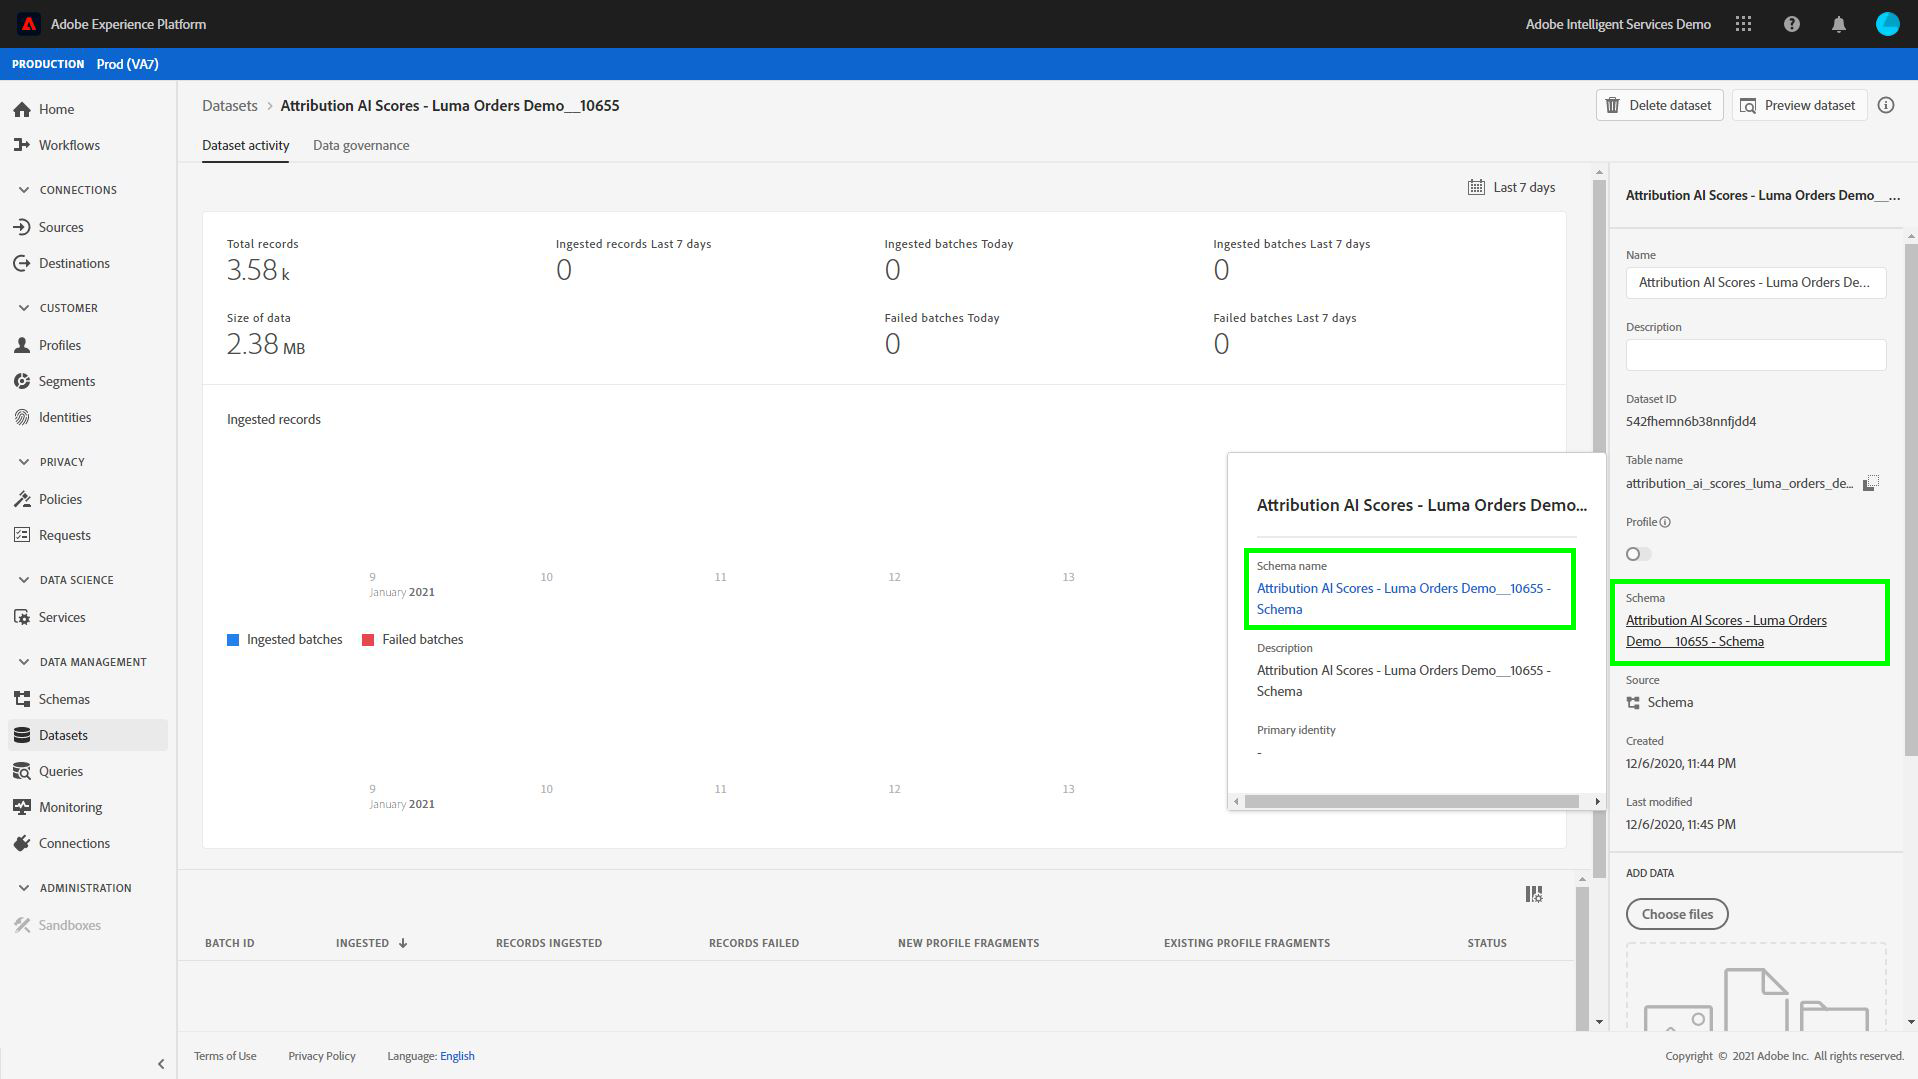 Adobe Experience Platform
Adobe Intelligent Services Demo
PRODUCTION Prod (VA7)
Home
Workflows
CONNECTIONS
Sources
Destinations
CUSTOMER
Profiles
Segments
Identities
PRIVACY
Policies
Requests
DATA SCIENCE
Services
DATA MANAGEMENT
Schemas
Datasets
Queries
Monitoring
Connections
ADMINISTRATION
Sandboxes
Datasets > Attribution AI Scores - Luma Orders Demo__10655
Delete dataset
Preview dataset
Dataset activity
Data governance
Last 7 days
Total records
3.58 k
Ingested records Last 7 days
0
Ingested batches Today
0
Ingested batches Last 7 days
0
Size of data
2.38 MB
Failed batches Today
0
Failed batches Last 7 days
0
Ingested records
9 10 11 12 13
January 2021
Ingested batches Failed batches
9 10 11 12 13
January 2021
Attribution AI Scores - Luma Orders Demo...
Schema name
Attribution AI Scores - Luma Orders Demo__10655 -
Schema
Description
Attribution AI Scores - Luma Orders Demo__10655 -
Schema
Primary identity
-
BATCH ID INGESTED RECORDS INGESTED RECORDS FAILED NEW PROFILE FRAGMENTS EXISTING PROFILE FRAGMENTS STATUS
Attribution AI Scores - Luma Orders Demo__...
Name
Attribution AI Scores - Luma Orders De...
Description
Dataset ID
542fhemn6b38nnfjdd4
Table name
attribution_ai_scores_luma_orders_de...
Profile
Schema
Attribution AI Scores - Luma Orders
Demo__10655 - Schema
Source
Schema
Created
12/6/2020, 11:44 PM
Last modified
12/6/2020, 11:45 PM
ADD DATA
Choose files
Terms of Use
Privacy Policy
Language: English
Copyright © 2021 Adobe Inc. All rights reserved.